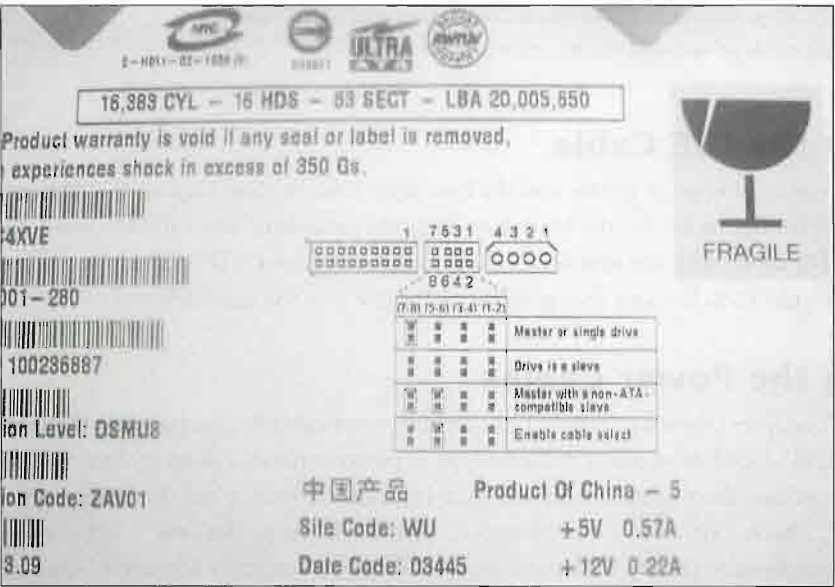 ULTRA
ATA
16,383 CYL – 16 HDS – 63 SECT – LBA 20,005,650
Product warranty is void if any seal or label is removed,
experiences shock in excess of 350 Gs.
4XVE
001–280
100236887
ion Level: DSMU8
ion Code: ZAV01
3.09
FRAGILE
1 7531 4321
8642
(7-8) (5-6) (3-4) (1-2)
Master or single drive
Drive is a slave
Master with a non-ATA-
compatible slave
Enable cable select
中国产品 Product Of China – 5
Site Code: WU +5V 0.57A
Date Code: 03445 +12V 0.22A